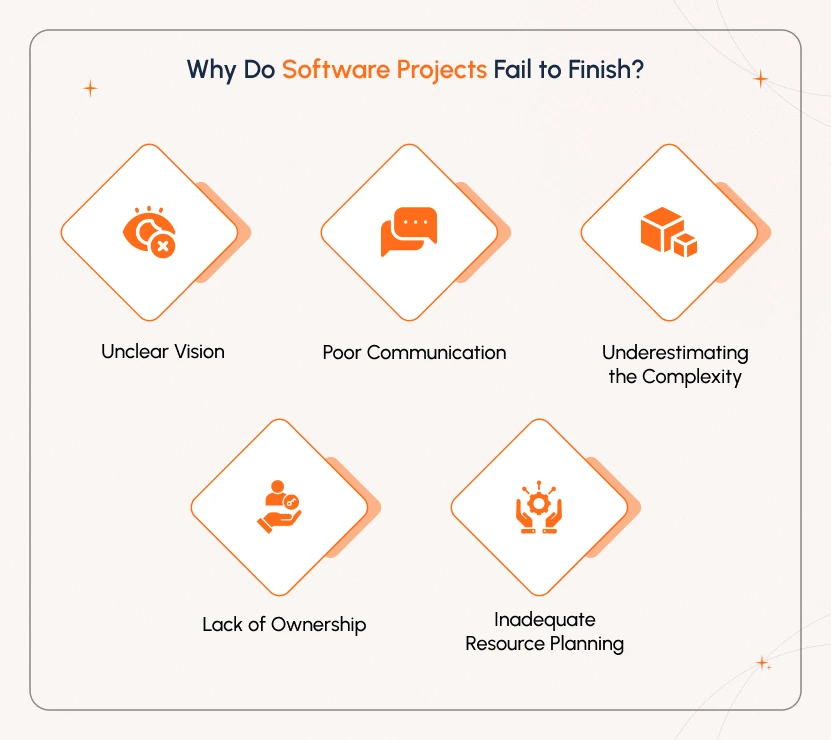 Why Do Software Projects Fail to Finish?
Unclear Vision
Poor Communication
Underestimating
the Complexity
Lack of Ownership
Inadequate
Resource Planning